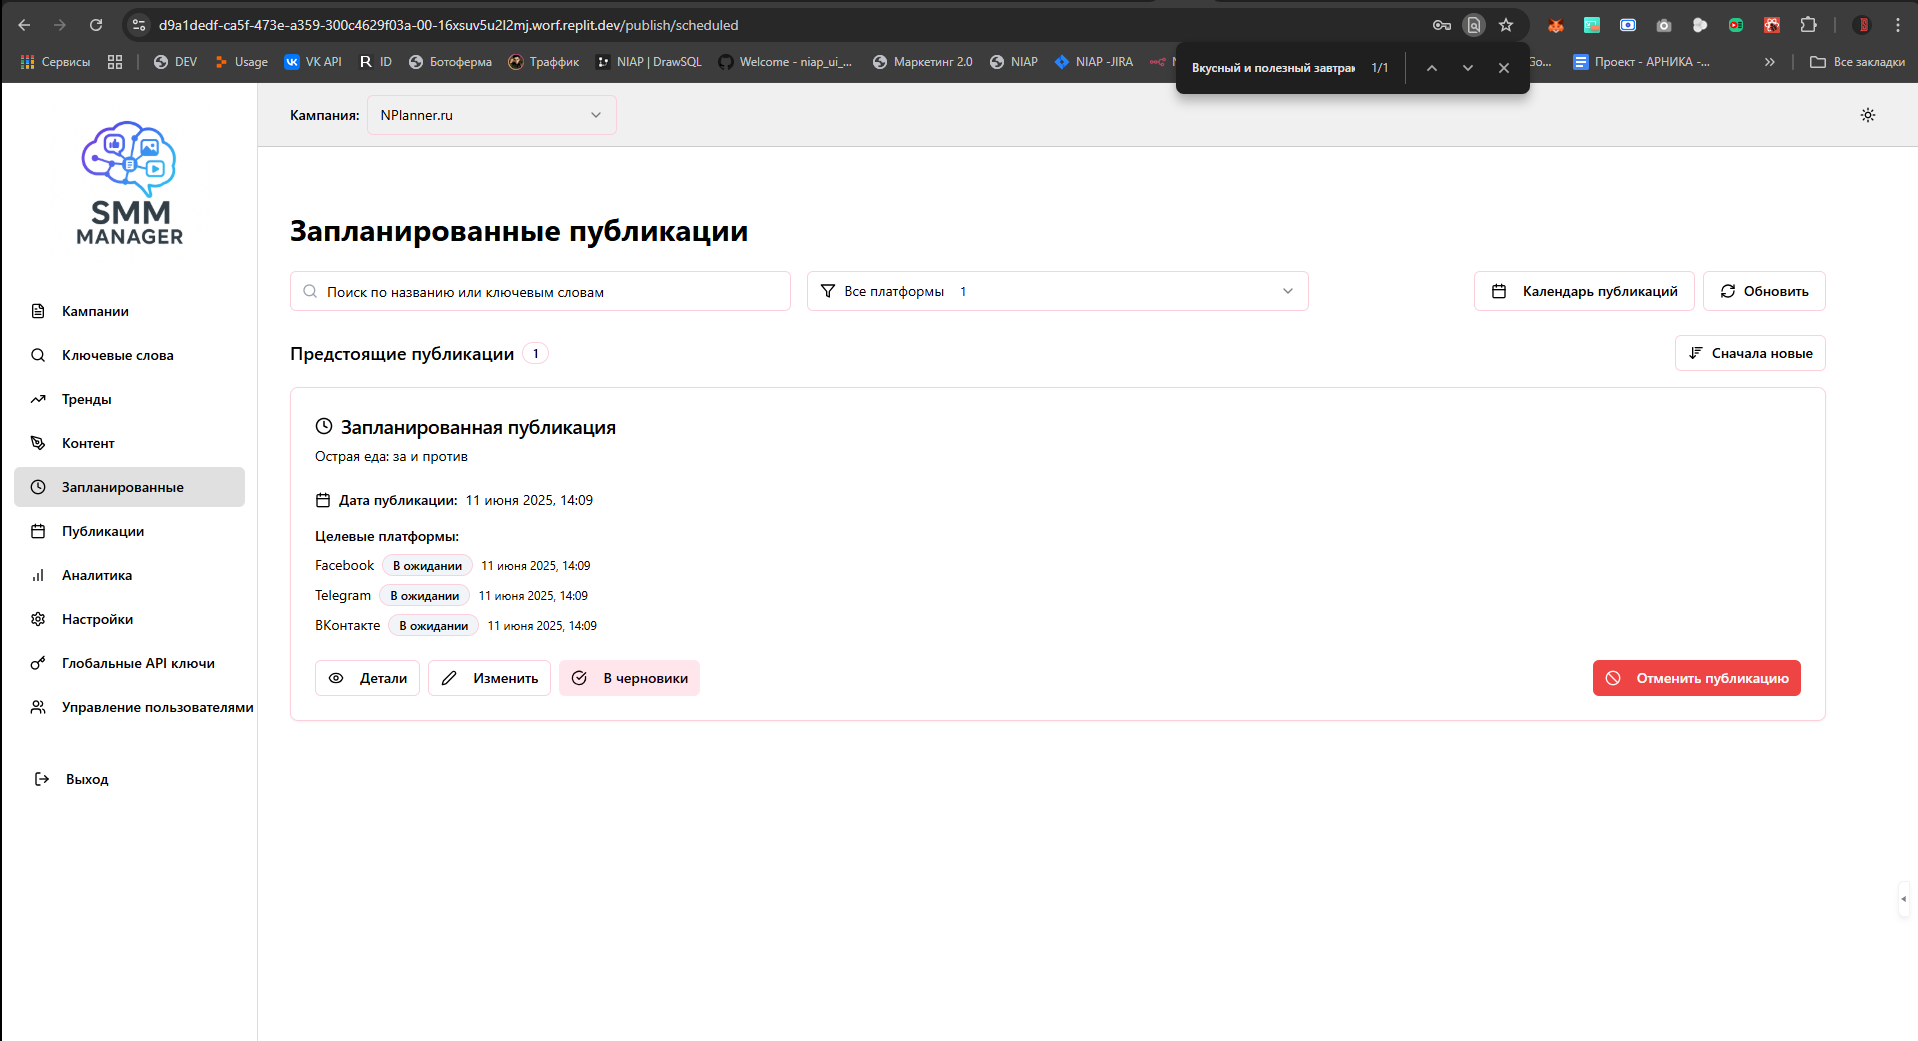 d9a1dedf-ca5f-473e-a359-300c4629f03a-00-16xsuv5u2l2mj.worf.replit.dev/publish/scheduled
Сервисы DEV Usage VK API ID Ботоферма Траффик NIAP | DrawSQL Welcome - niap_ui_... Маркетинг 2.0 NIAP NIAP -JIRA Проект - АРНИКА -... » Все закладки
Вкусный и полезный завтрак 1/1
SMM
MANAGER
Кампания: NPlanner.ru
Кампании
Ключевые слова
Тренды
Контент
Запланированные
Публикации
Аналитика
Настройки
Глобальные API ключи
Управление пользователями
Выход
Запланированные публикации
Поиск по названию или ключевым словам Все платформы 1 Календарь публикаций Обновить
Предстоящие публикации 1 Сначала новые
Запланированная публикация
Острая еда: за и против
Дата публикации: 11 июня 2025, 14:09
Целевые платформы:
Facebook В ожидании 11 июня 2025, 14:09
Telegram В ожидании 11 июня 2025, 14:09
ВКонтакте В ожидании 11 июня 2025, 14:09
Детали Изменить В черновики Отменить публикацию